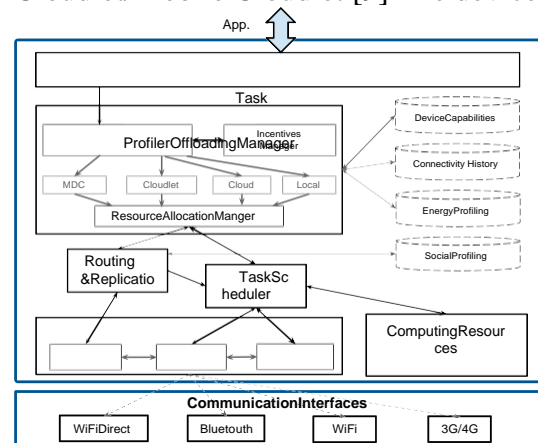 App.
Task
DeviceCapabilities
ProfilerOffloadingManager
Incentives
Manager
Connectivity History
MDC
Cloudlet
Cloud
Local
EnergyProfiling
ResourceAllocationManger
Routing
&Replicatio
TaskSc
heduler
SocialProfiling
ComputingResour
ces
CommunicationInterfaces
WiFiDirect
Bluetouth
WiFi
3G/4G